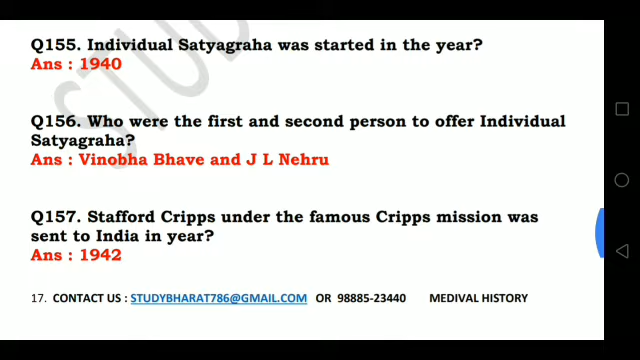 Q155. Individual Satyagraha was started in the year?
Ans : 1940
Q156. Who were the first and second person to offer Individual
Satyagraha?
Ans : Vinobha Bhave and J L Nehru
Q157. Stafford Cripps under the famous Cripps mission was
sent to India in year?
Ans : 1942
17. CONTACT US : STUDYBHARAT786@GMAIL.COM OR 98885-23440 MEDIVAL HISTORY